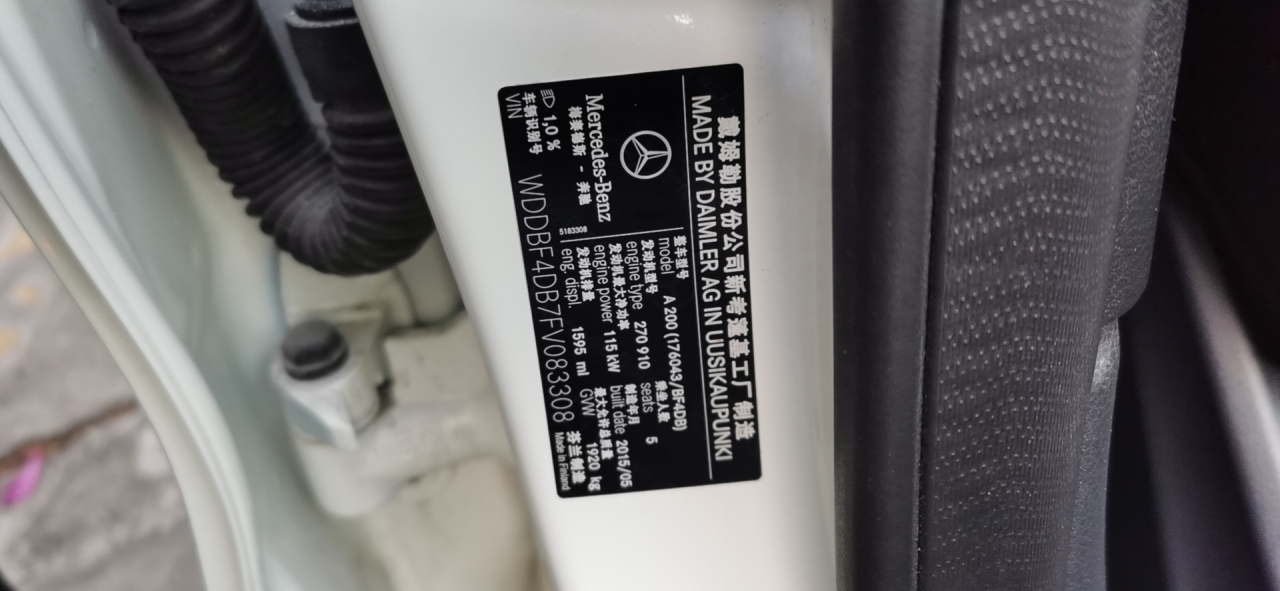 戴姆勒股份公司新考�ँ基工厂制造
MADE BY DAIMLER AG IN UUSIKAUPUNKI
Mercedes-Benz
梅赛德斯 - 奔驰
5183308
整车型号
model A 200 (176043/BF4DB)
发动机型号 乘坐人数
engine type 270 910 seats 5
发动机最大净功率 制造年月
engine power 115 kW built date 2015/05
发动机排量 最大允许总质量
eng. displ. 1595 ml GVW 1920 kg
1,0 %
车辆识别号 芬兰制造
VIN WDDBF4DB7FV083308 Made in Finland